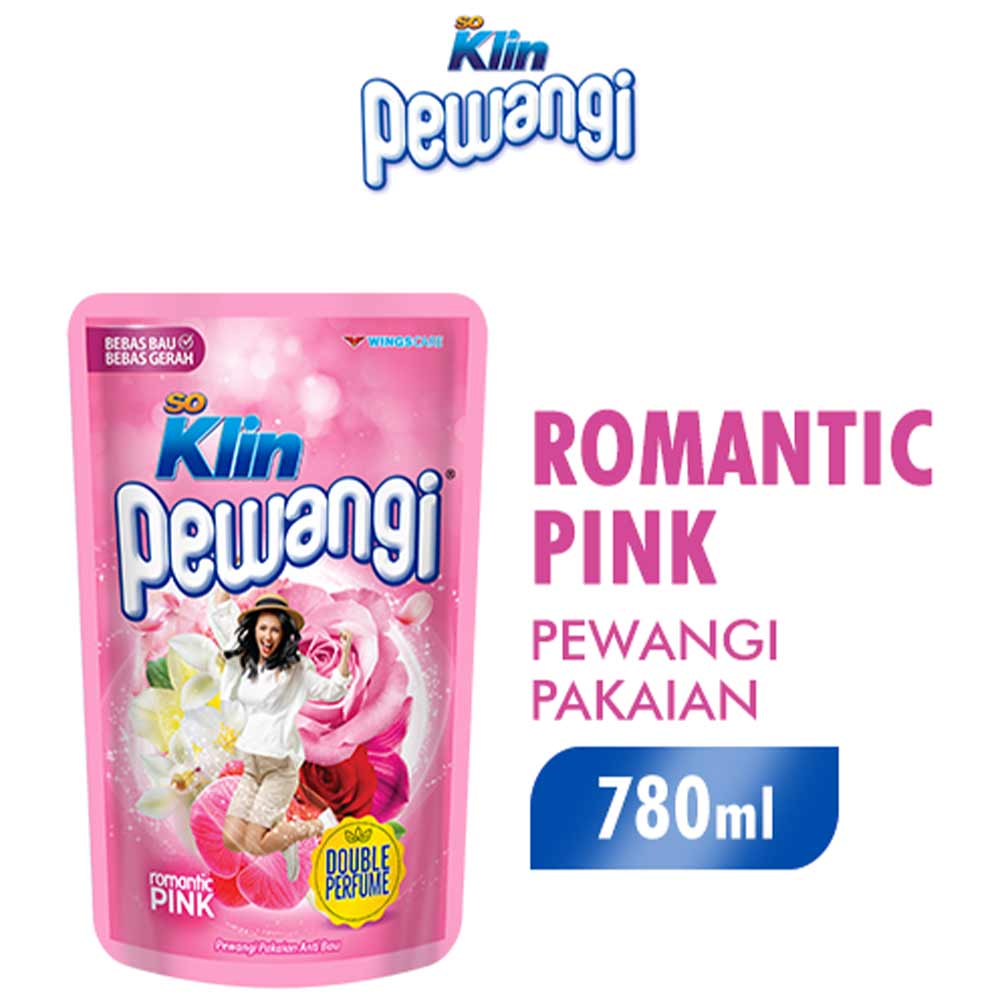 SO
Klin
Pewangi
BEBAS BAU
BEBAS GERAH
WINGSCARE
SO
Klin
Pewangi®
DOUBLE
PERFUME
romantic
PINK
Pewangi Pakaian Anti Bau
ROMANTIC
PINK
PEWANGI
PAKAIAN
780ml